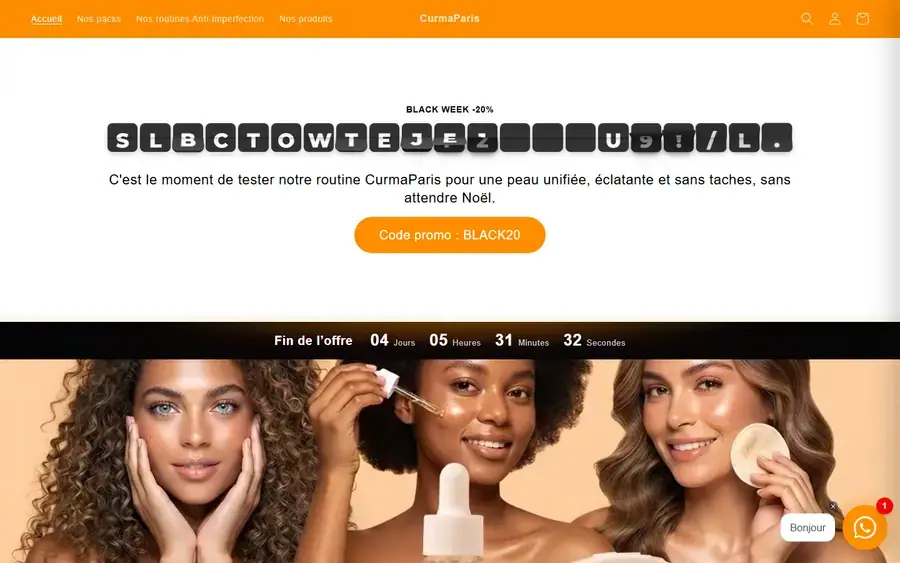 Accueil
Nos packs
Nos routines Anti-imperfection
Nos produits
CurmaParis
BLACK WEEK -20%
C'est le moment de tester notre routine CurmaParis pour une peau unifiée, éclatante et sans taches, sans
attendre Noël.
Code promo : BLACK20
Fin de l'offre 04 Jours 05 Heures 31 Minutes 32 Secondes
Bonjour
1